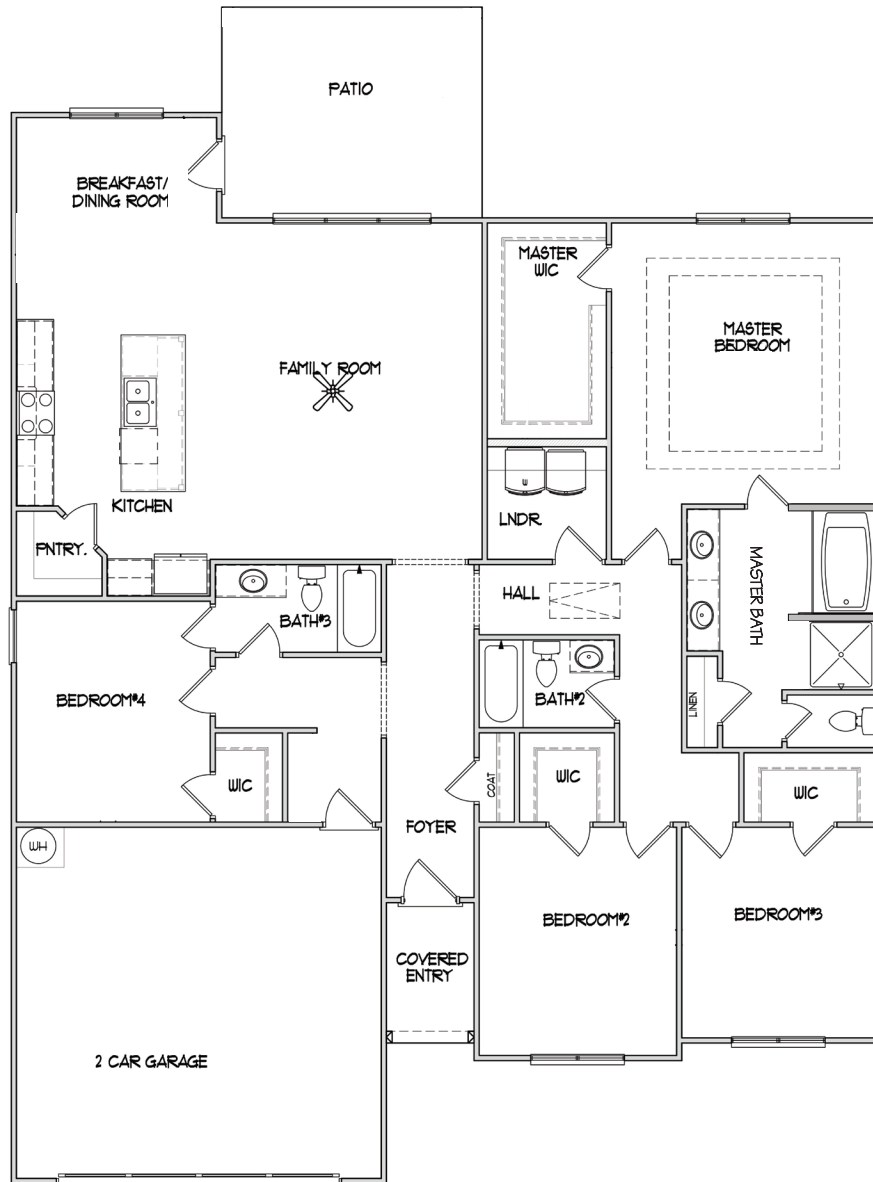 PATIO
BREAKFAST/
DINING ROOM
MASTER
WIC
MASTER
BEDROOM
FAMILY ROOM
KITCHEN
W
LNDR.
PNTRY.
MASTER BATH
HALL
BATH#3
BEDROOM#4
BATH#2
LINEN
WIC
COAT
WIC
WIC
FOYER
WH
BEDROOM#2
BEDROOM#3
COVERED
ENTRY
2 CAR GARAGE